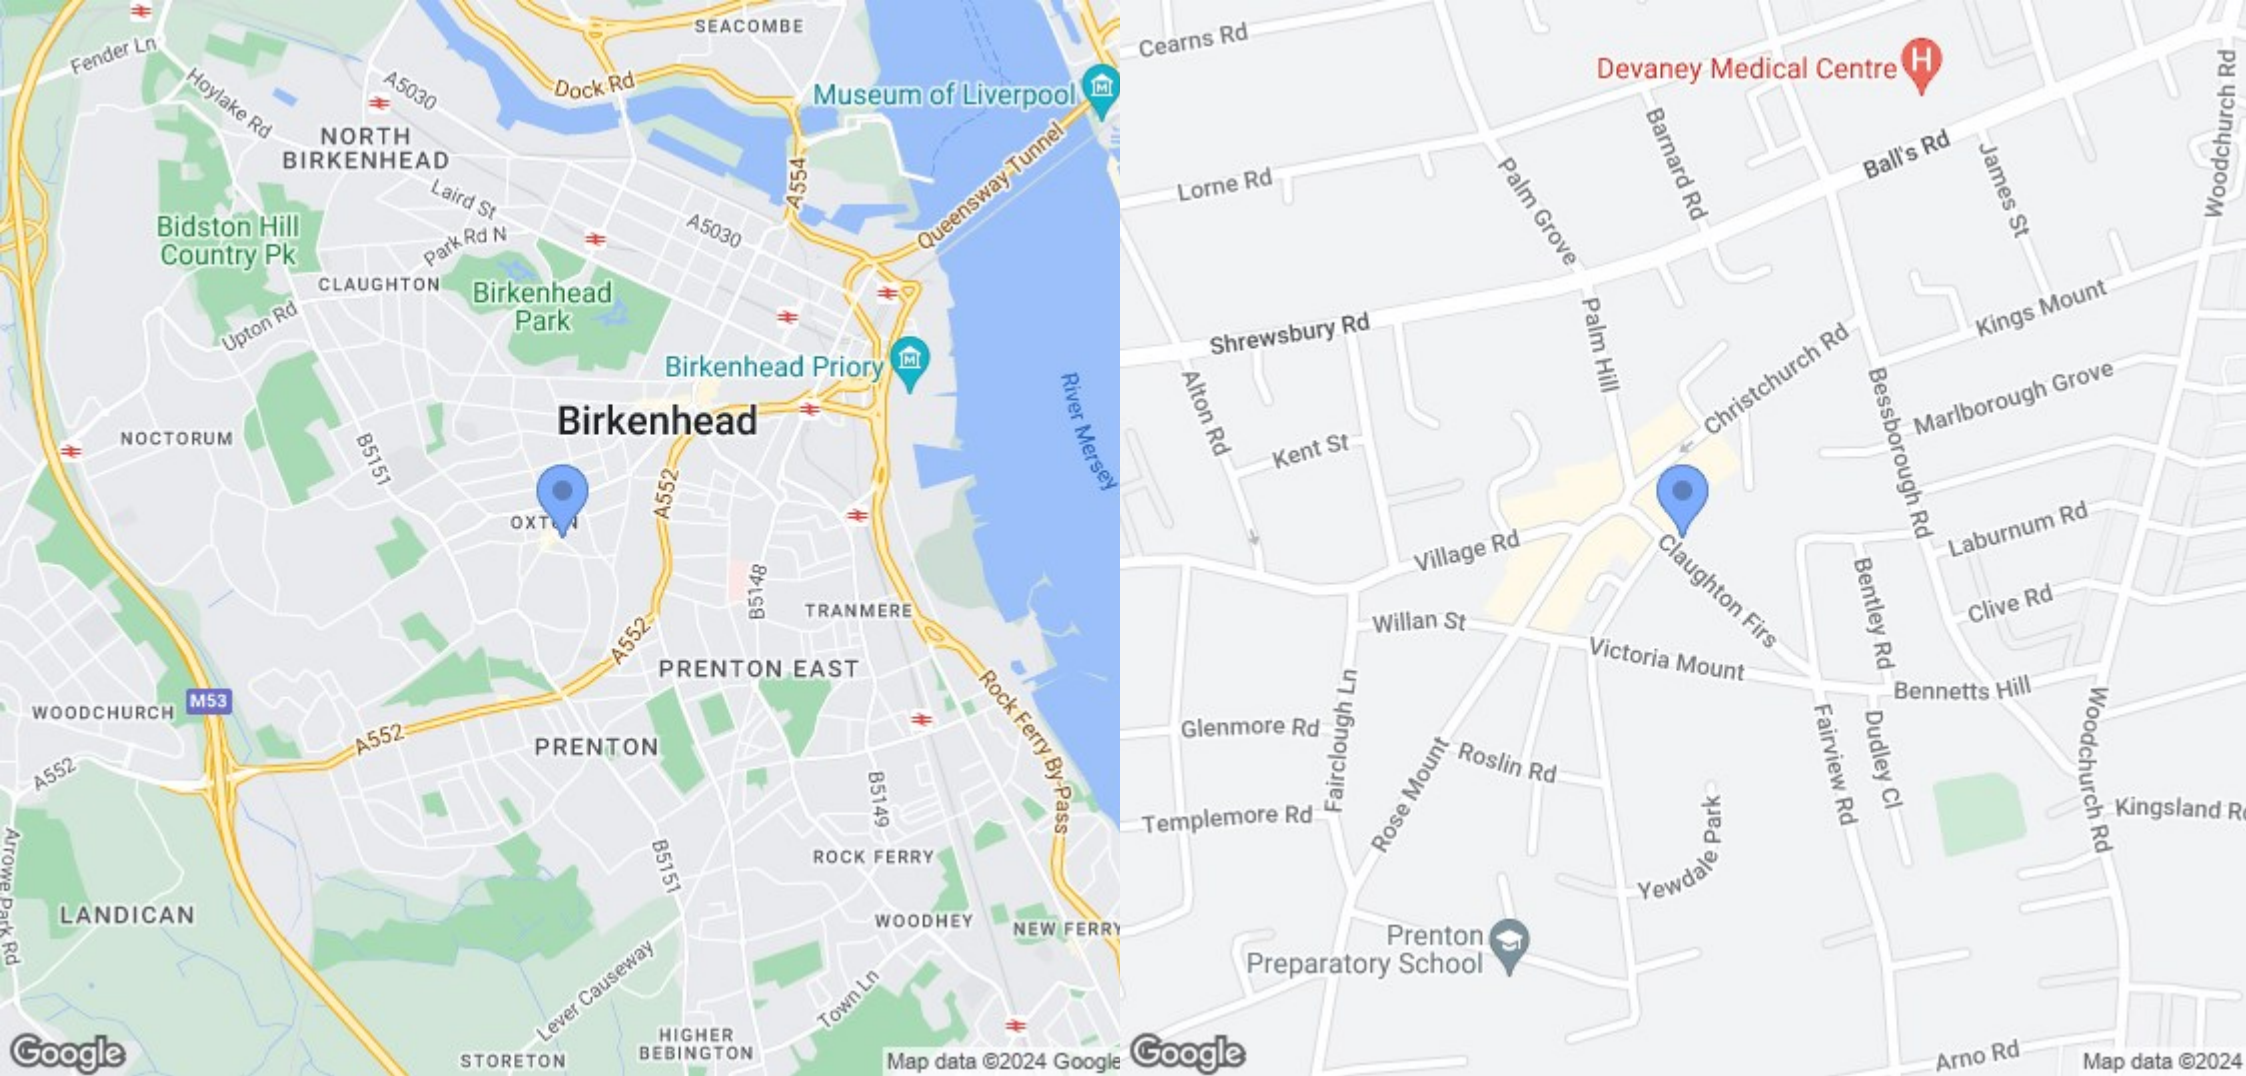 SEACOMBE
Fender Ln
Dock Rd
A5030
Museum of Liverpool
Hoylake Rd
NORTH
BIRKENHEAD
Queensway Tunnel
A554
Laird St
Bidston Hill
Country Pk
Park Rd N
A5030
CLAUGHTON
Birkenhead
Park
Upton Rd
Birkenhead Priory
River Mersey
Birkenhead
NOCTORUM
B5151
A552
OXTON
B5148
TRANMERE
A552
PRENTON EAST
M53
WOODCHURCH
Rock Ferry By-Pass
A552
PRENTON
A552
B5149
Arrowe Park Rd
B5151
ROCK FERRY
LANDICAN
WOODHEY
NEW FERRY
Lever Causeway
Town Ln
HIGHER
BEBINGTON
STORETON
Google
Map data ©2024 Google
Cearns Rd
Devaney Medical Centre
H
Woodchurch Rd
Barnard Rd
Ball's Rd
James St
Lorne Rd
Palm Grove
Kings Mount
Shrewsbury Rd
Palm Hill
Christchurch Rd
Alton Rd
Bessborough Rd
Marlborough Grove
Kent St
Laburnum Rd
Village Rd
Claughton Firs
Bentley Rd
Clive Rd
Willan St
Victoria Mount
Bennetts Hill
Fairclough Ln
Glenmore Rd
Fairview Rd
Dudley Cl
Woodchurch Rd
Rose Mount
Roslin Rd
Templemore Rd
Yewdale Park
Kingsland Rd
Prenton
Preparatory School
Arno Rd
Google
Map data ©2024